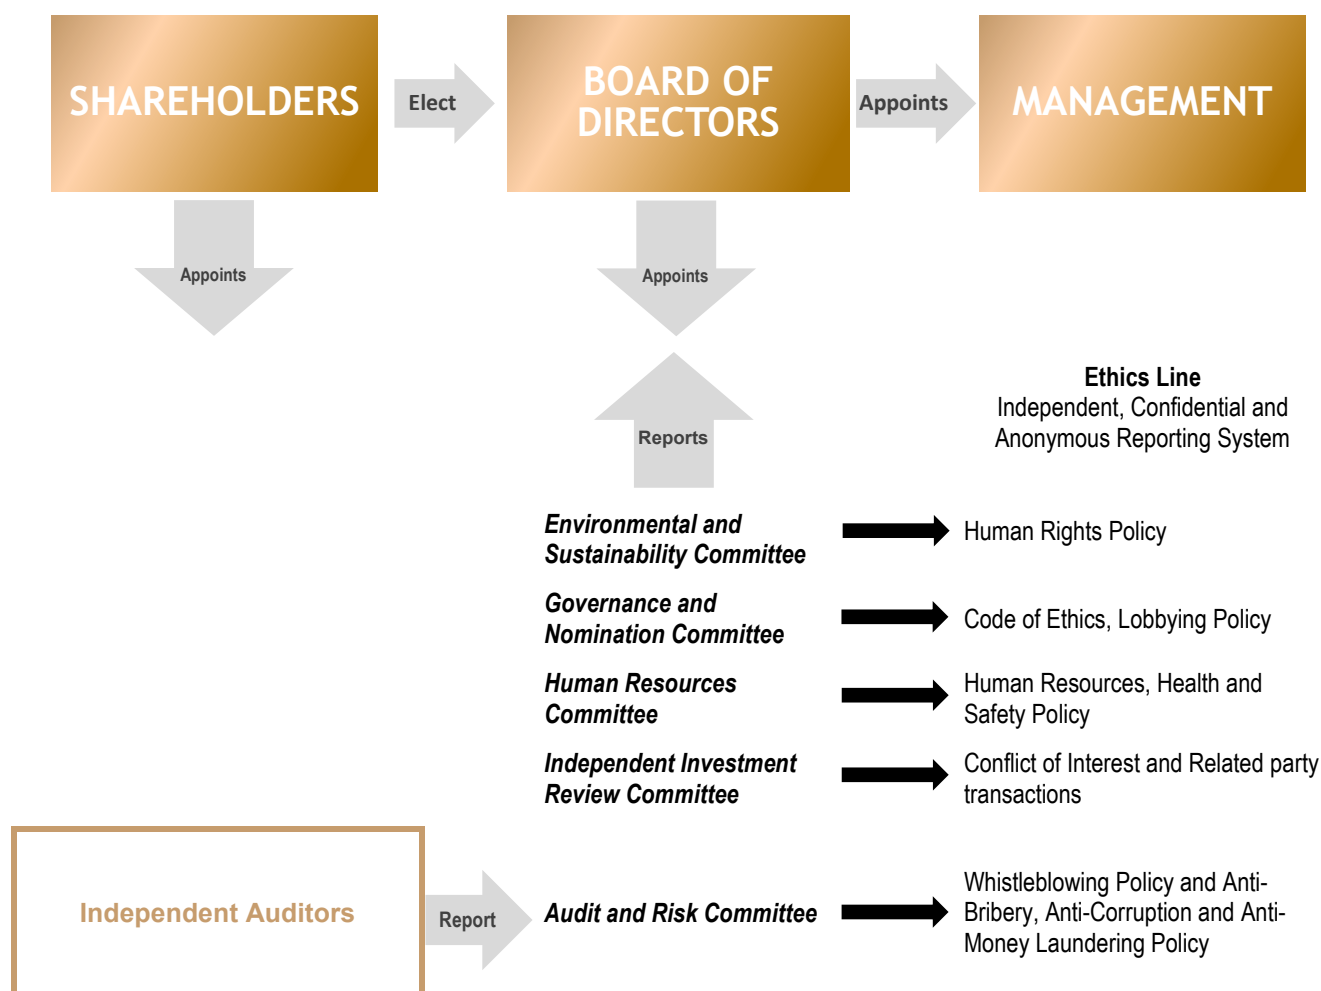 SHAREHOLDERS
Elect
BOARD OF
DIRECTORS
Appoints
MANAGEMENT
Appoints
Appoints
Reports
Ethics Line
Independent, Confidential and
Anonymous Reporting System
Environmental and
Sustainability Committee
Human Rights Policy
Governance and
Nomination Committee
Code of Ethics, Lobbying Policy
Human Resources
Committee
Human Resources, Health and
Safety Policy
Independent Investment
Review Committee
Conflict of Interest and Related party
transactions
Independent Auditors
Report
Audit and Risk Committee
Whistleblowing Policy and Anti-
Bribery, Anti-Corruption and Anti-
Money Laundering Policy